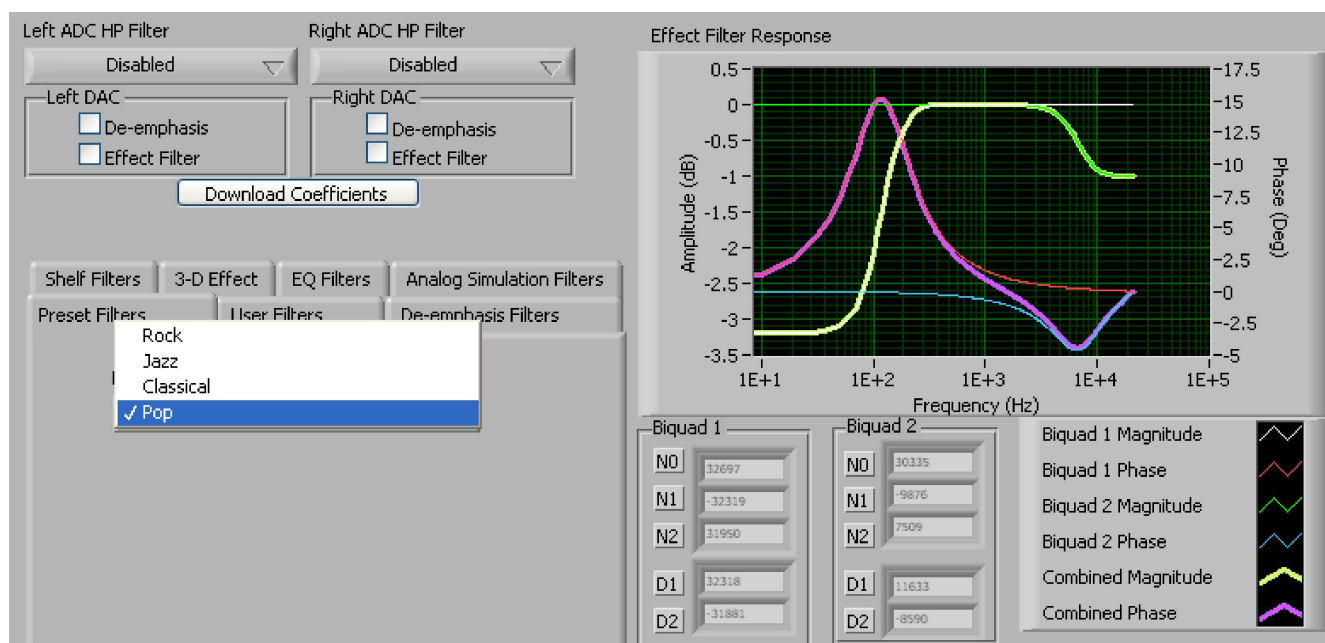 Left ADC HP Filter
Right ADC HP Filter
Disabled
Disabled
Left DAC
De-emphasis
Effect Filter
Right DAC
De-emphasis
Effect Filter
Download Coefficients
Shelf Filters
3-D Effect
EQ Filters
Analog Simulation Filters
Preset Filters
User Filters
De-emphasis Filters
Rock
Jazz
Classical
✓ Pop
Effect Filter Response
Amplitude (dB)
0.5
0
-0.5
-1
-1.5
-2
-2.5
-3
-3.5
17.5
15
12.5
10
7.5
5
2.5
0
-2.5
-5
Phase (Deg)
1E+1 1E+2 1E+3 1E+4 1E+5
Frequency (Hz)
Biquad 1
N0 32697
N1 -32319
N2 31950
D1 32318
D2 -31881
Biquad 2
N0 30335
N1 -9876
N2 7509
D1 11633
D2 -8590
Biquad 1 Magnitude
Biquad 1 Phase
Biquad 2 Magnitude
Biquad 2 Phase
Combined Magnitude
Combined Phase